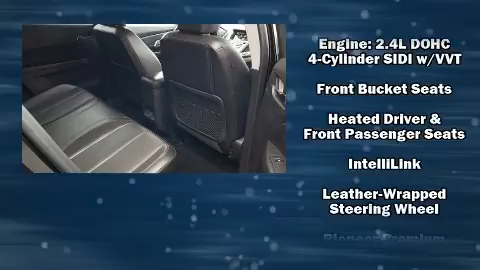 Engine: 2.4L DOHC
4-Cylinder SIDI w/VVT
Front Bucket Seats
Heated Driver &
Front Passenger Seats
IntelliLink
Leather-Wrapped
Steering Wheel